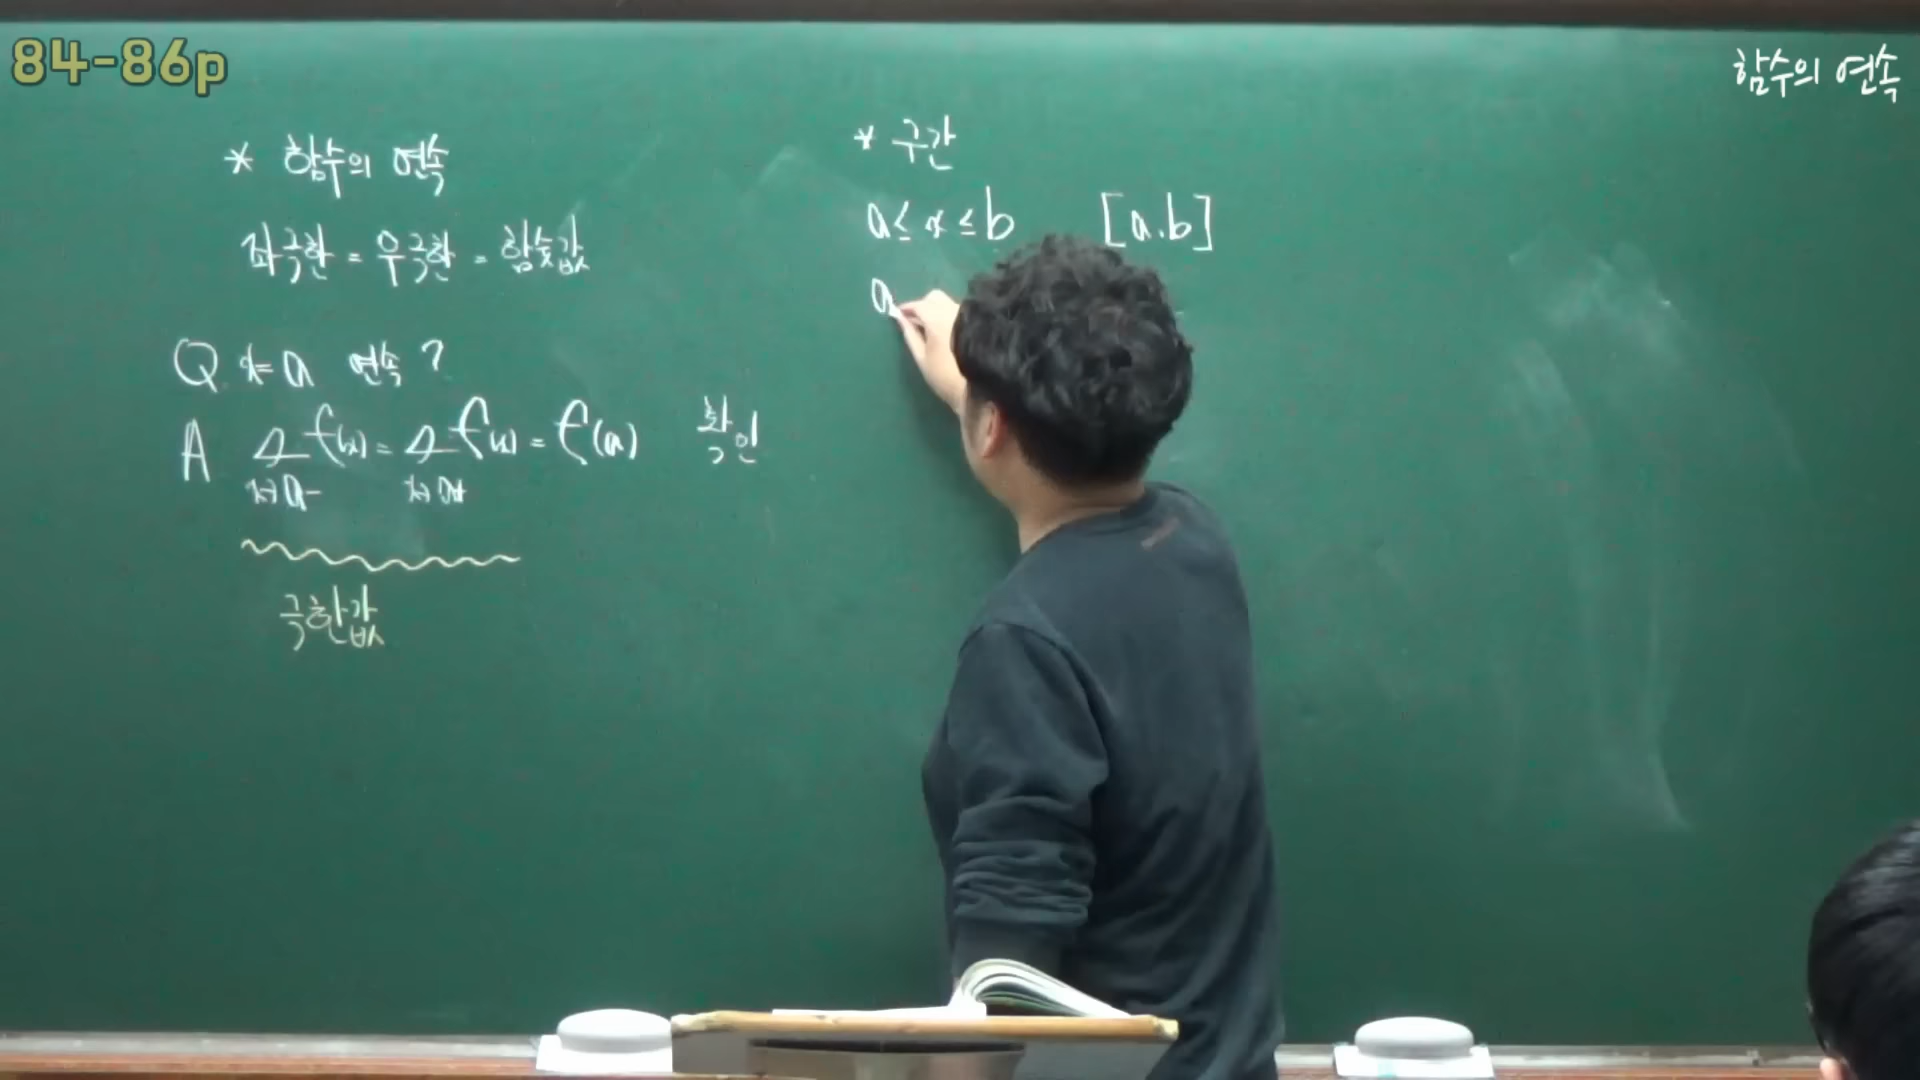 84-86p
함수의 연속
* 함수의 연속
좌극한 = 우극한 = 함숫값
Q x=a 연속 ?
A lim f(x) = lim f(x) = f(a) 확인
x→a- x→a+
극한값
* 구간
a≤x≤b [a.b]
a